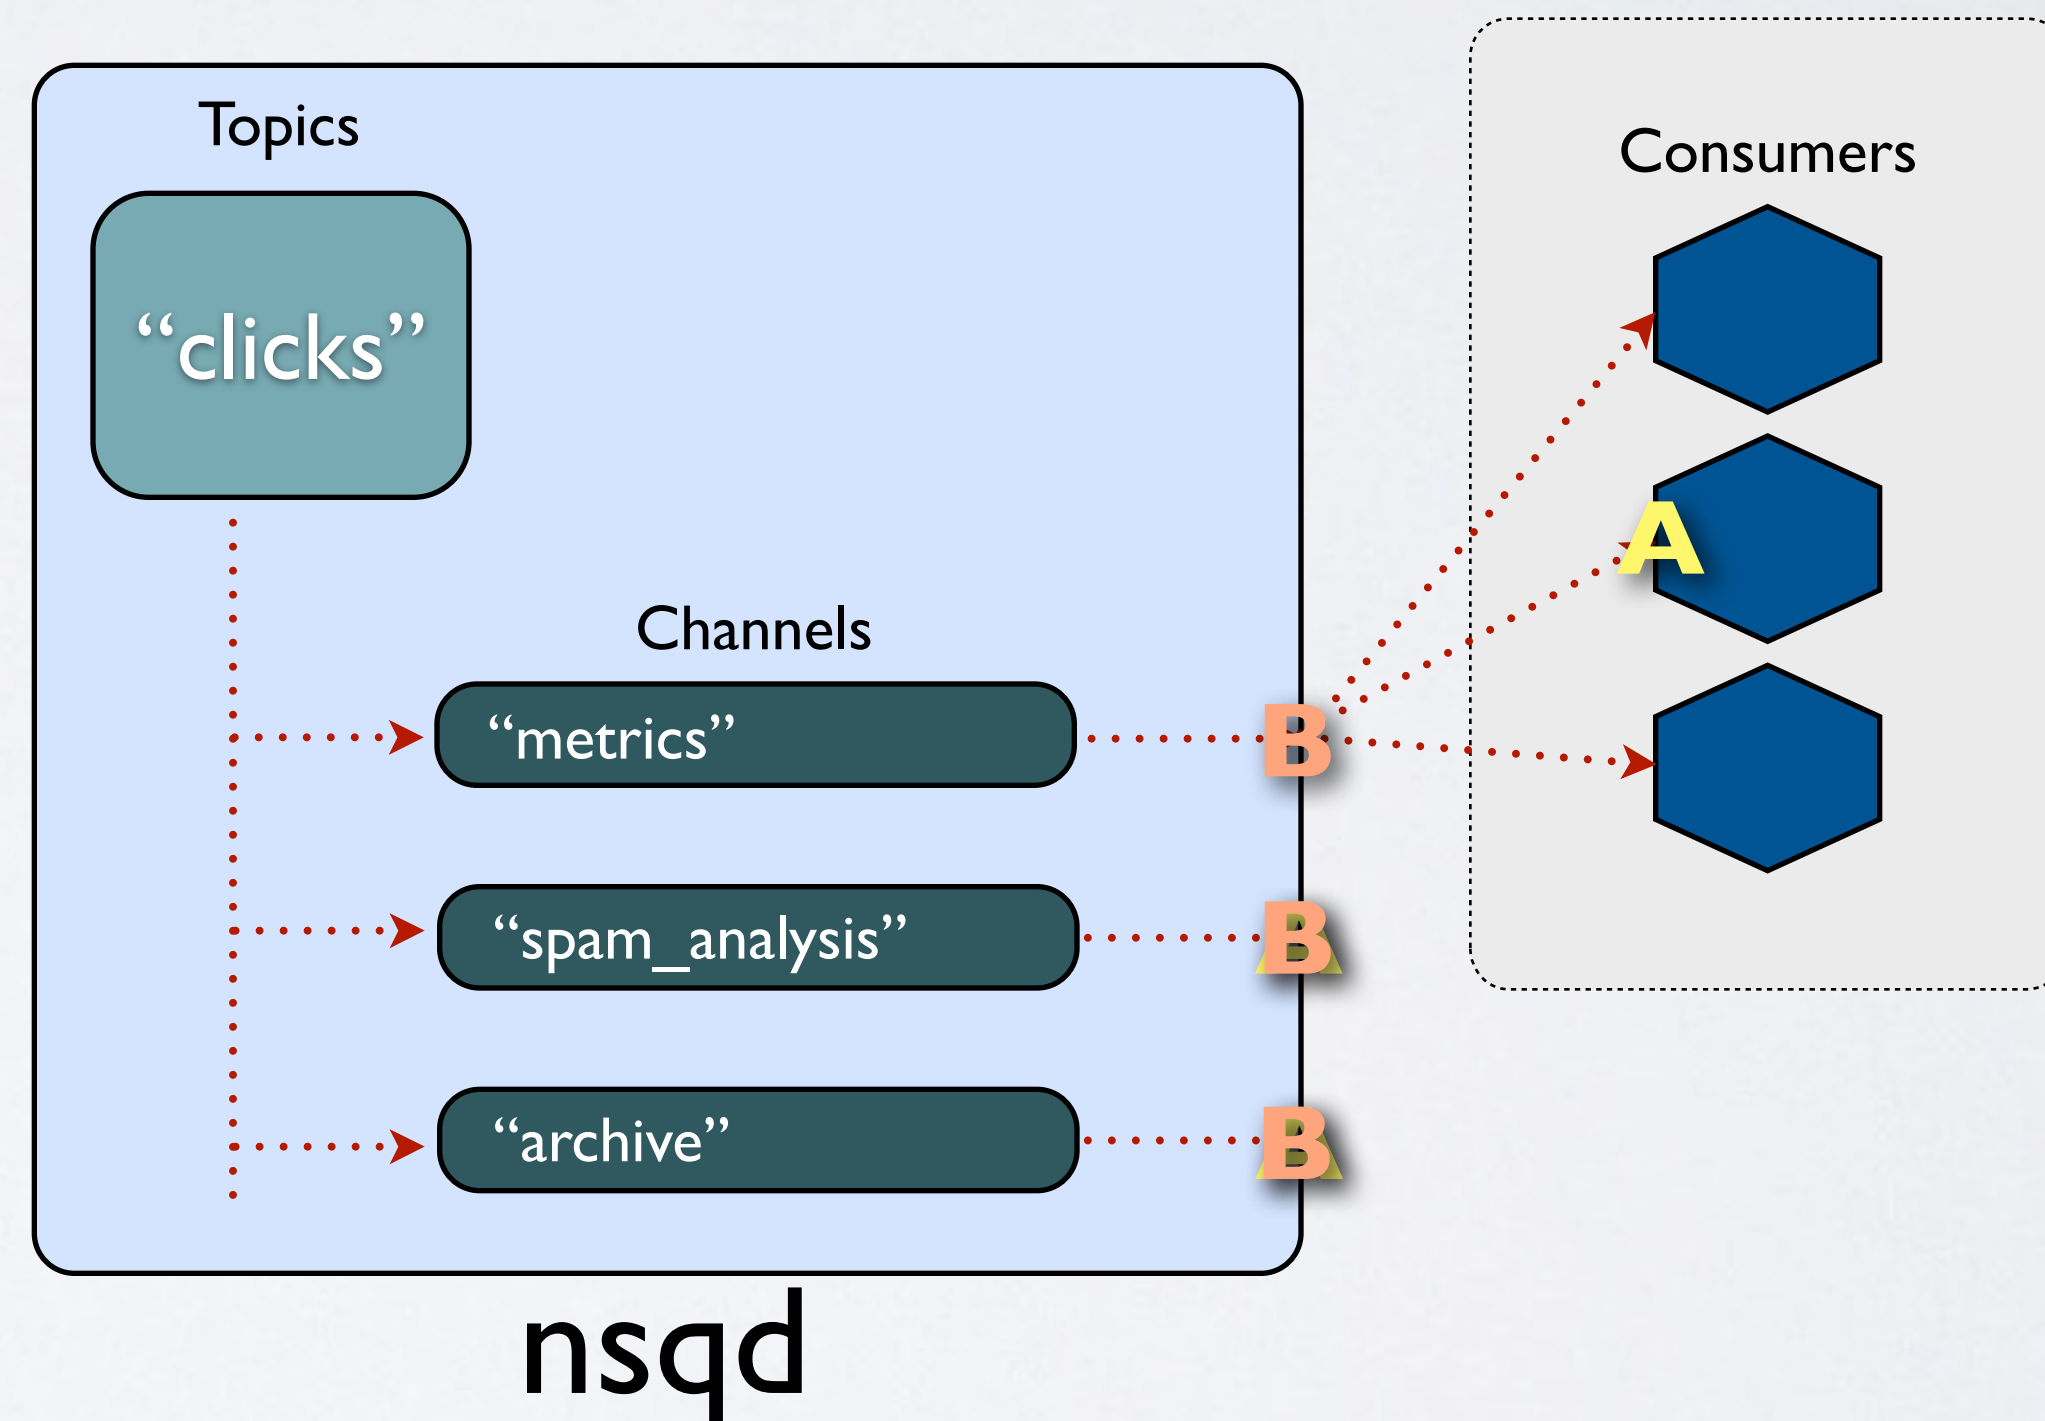 Topics
Consumers
“clicks”
A
Channels
“metrics”
B
“spam_analysis”
A
B
“archive”
A
B
nsqd